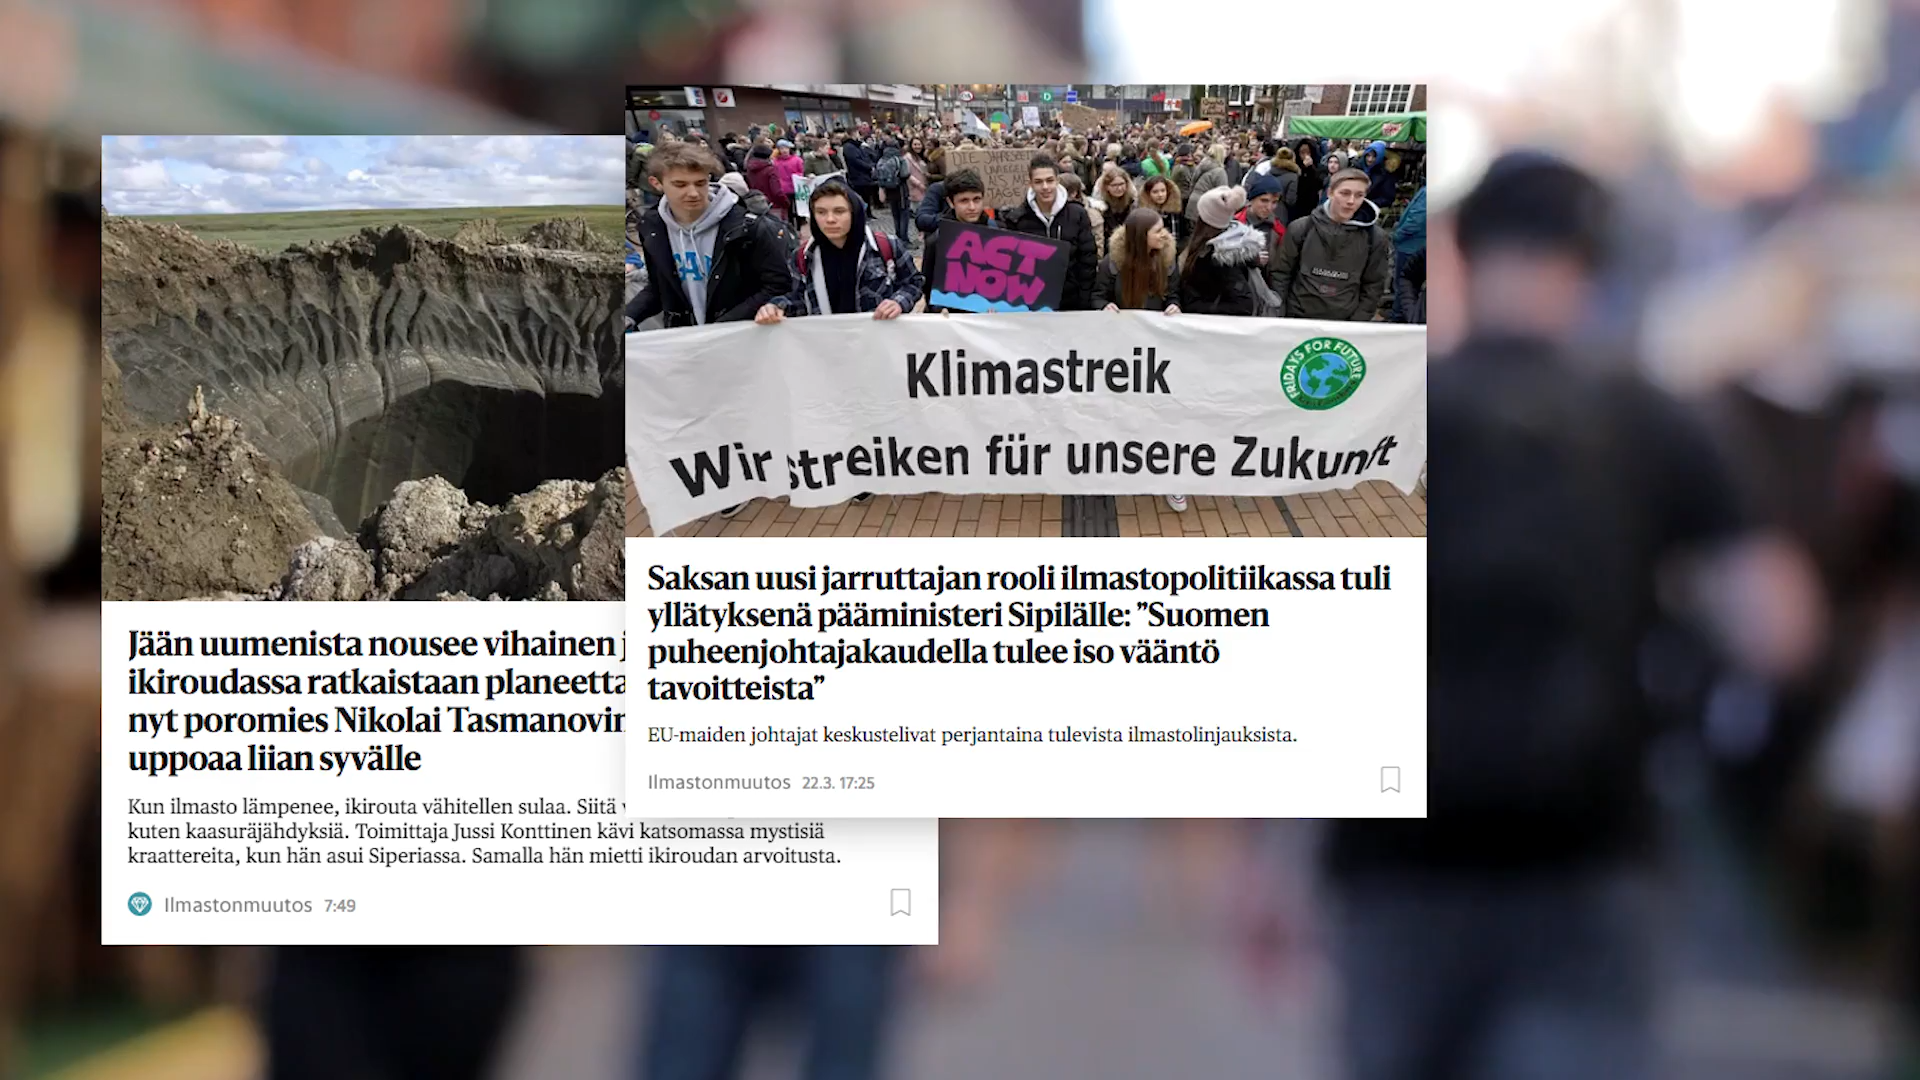 Jään uumenista nousee vihainen
ikiroudassa ratkaistaan
nyt poromies Nikolai
uppoaa liian syvälle
Kun ilmasto lämpenee, ikirouta vähitellen sulaa. Siitä
kuten kaasuräjähdyksiä. Toimittaja Jussi Konttinen kävi katsomassa mystisiä
kraattereita, kun hän asui Siperiassa. Samalla hän mietti ikiroudan arvoitusta.
Ilmastonmuutos 7:49
DIE
ACT
NOW
Klimastreik
FRIDAYS FOR FUTURE
Wir streiken für unsere Zukunft
Saksan uusi jarruttajan rooli ilmastopolitiikassa tuli
yllätyksenä pääministeri Sipilälle: ”Suomen
puheenjohtajakaudella tulee iso vääntö
tavoitteista”
EU-maiden johtajat keskustelivat perjantaina tulevista ilmastolinjauksista.
Ilmastonmuutos 22.3. 17:25